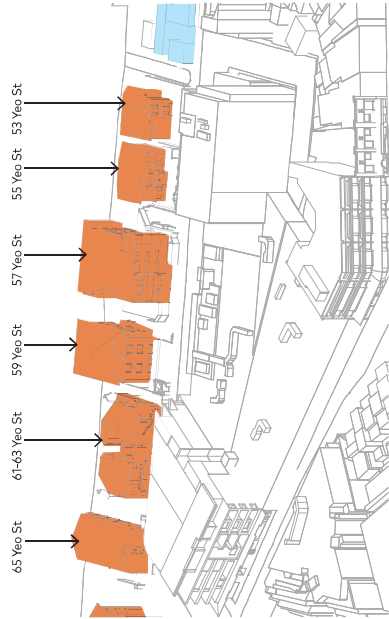 65 Yeo St
61-63 Yeo St
59 Yeo St
57 Yeo St
55 Yeo St
53 Yeo St